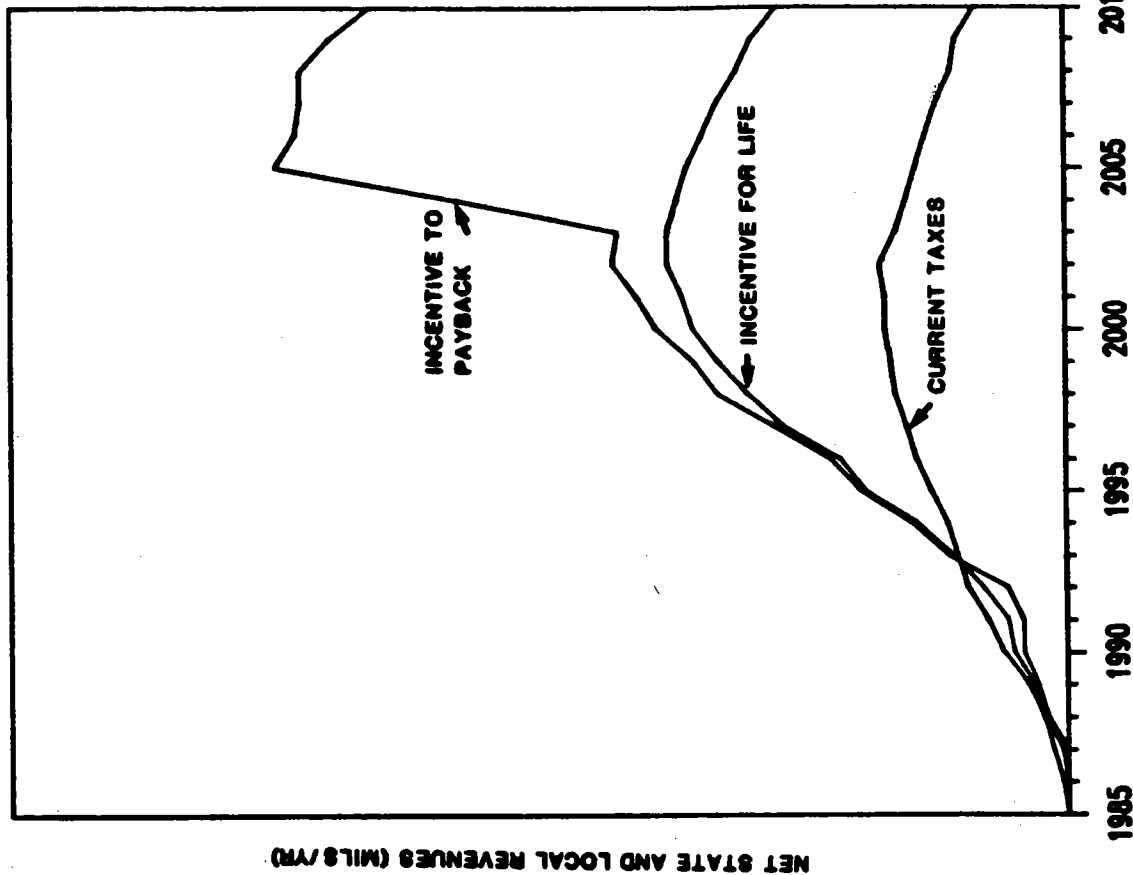 NET STATE AND LOCAL REVENUES (MILS/YR)
INCENTIVE TO
PAYBACK
INCENTIVE FOR LIFE
CURRENT TAXES
1985
1990
1995
2000
2005
201